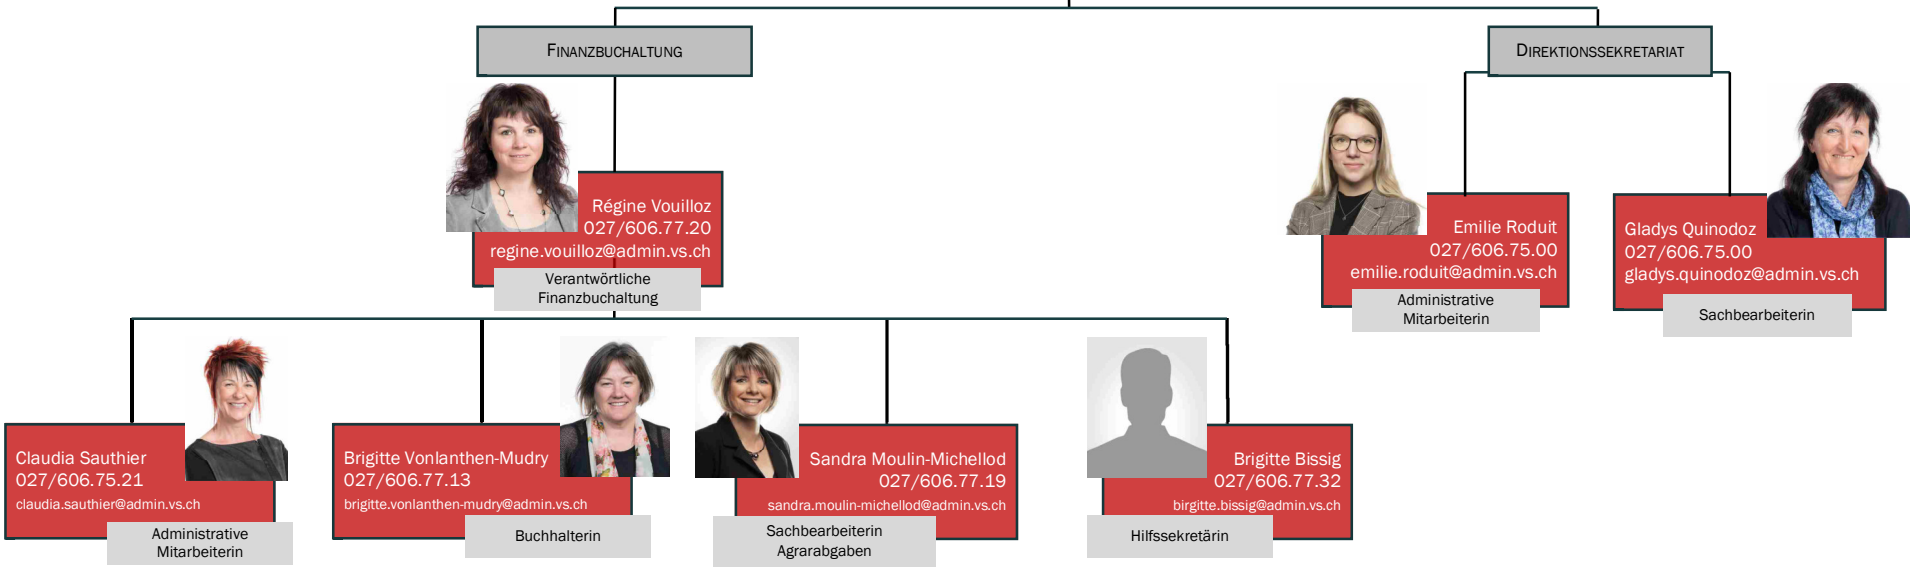 FINANZBUCHALTUNG
DIREKTIONSSEKRETARIAT
Régine Vouilloz
027/606.77.20
regine.vouilloz@admin.vs.ch
Verantwörtliche
Finanzbuchaltung
Emilie Roduit
027/606.75.00
emilie.roduit@admin.vs.ch
Administrative
Mitarbeiterin
Gladys Quinodoz
027/606.75.00
gladys.quinodoz@admin.vs.ch
Sachbearbeiterin
Claudia Sauthier
027/606.75.21
claudia.sauthier@admin.vs.ch
Administrative
Mitarbeiterin
Brigitte Vonlanthen-Mudry
027/606.77.13
brigitte.vonlanthen-mudry@admin.vs.ch
Buchhalterin
Sandra Moulin-Michellod
027/606.77.19
sandra.moulin-michellod@admin.vs.ch
Sachbearbeiterin
Agrarabgaben
Brigitte Bissig
027/606.77.32
birgitte.bissig@admin.vs.ch
Hilfssekretärin